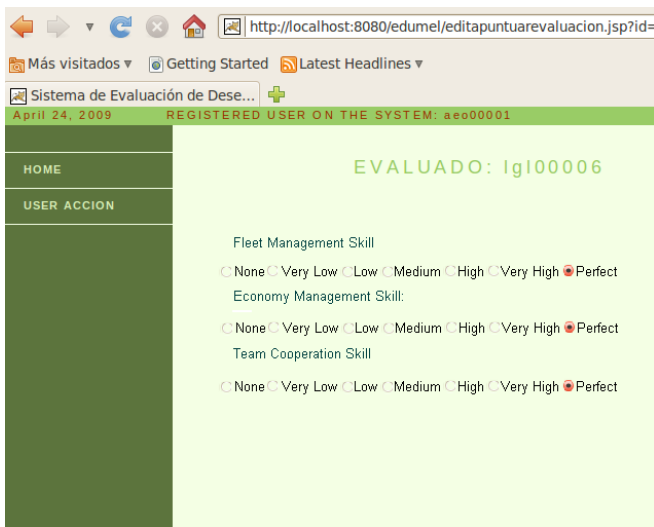 http://localhost:8080/edumel/editapuntuarevaluacion.jsp?id=
Más visitados Getting Started Latest Headlines
Sistema de Evaluación de Dese...
April 24, 2009 REGISTERED USER ON THE SYSTEM: aeo00001
HOME
EVALUADO: lgl00006
USER ACCION
Fleet Management Skill
None Very Low Low Medium High Very High Perfect
Economy Management Skill:
None Very Low Low Medium High Very High Perfect
Team Cooperation Skill
None Very Low Low Medium High Very High Perfect